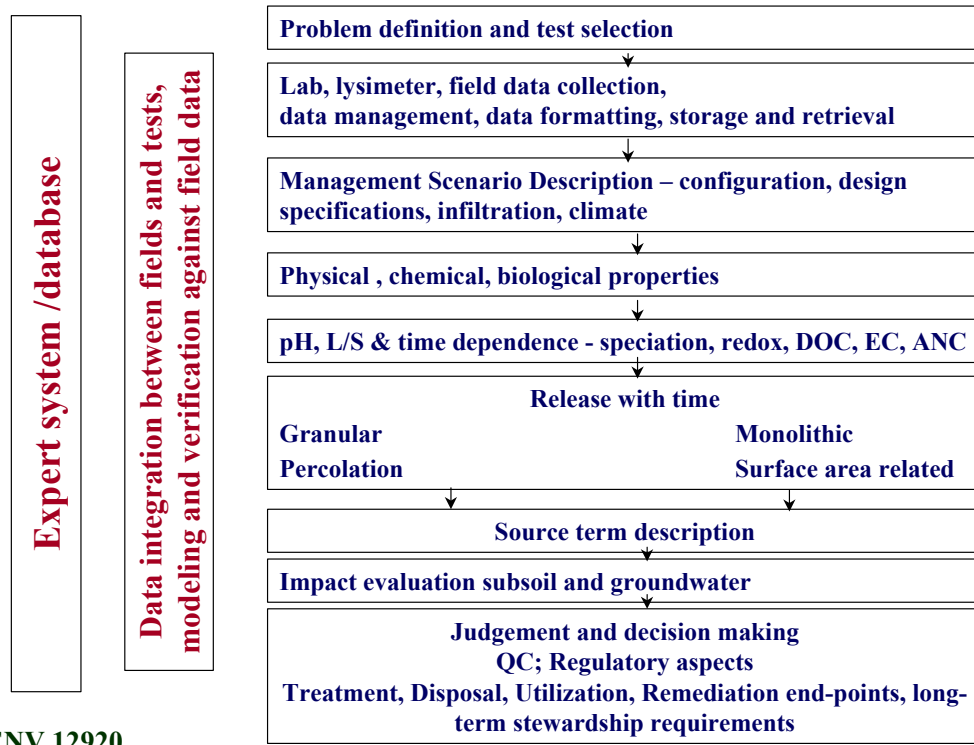 Expert system /database
Data integration between fields and tests,
modeling and verification against field data
Problem definition and test selection
Lab, lysimeter, field data collection,
data management, data formatting, storage and retrieval
Management Scenario Description – configuration, design
specifications, infiltration, climate
Physical , chemical, biological properties
pH, L/S & time dependence - speciation, redox, DOC, EC, ANC
Release with time
Granular Monolithic
Percolation Surface area related
Source term description
Impact evaluation subsoil and groundwater
Judgement and decision making
QC; Regulatory aspects
Treatment, Disposal, Utilization, Remediation end-points, long-
term stewardship requirements
12920